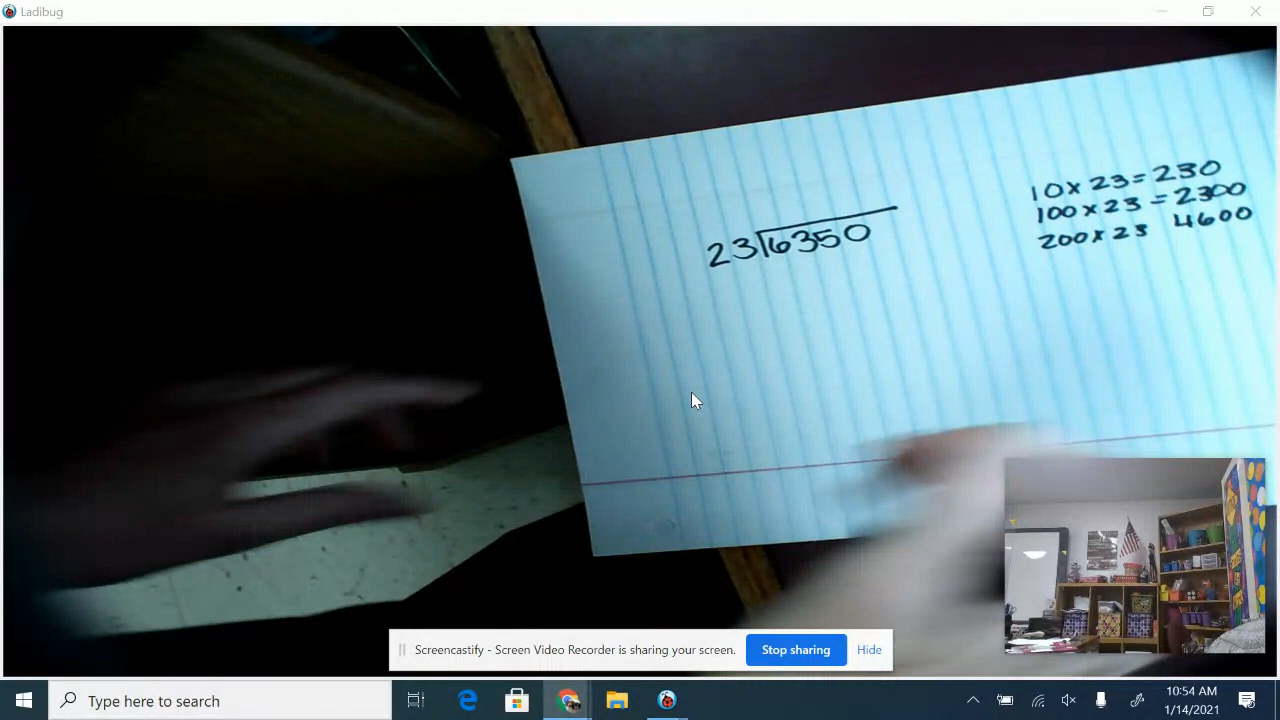 Ladibug
10 x 23 = 230
100 x 23 = 2300
200 x 23 4600
23 6350
Screencastify - Screen Video Recorder is sharing your screen.
Stop sharing
Hide
Type here to search
10:54 AM
1/14/2021